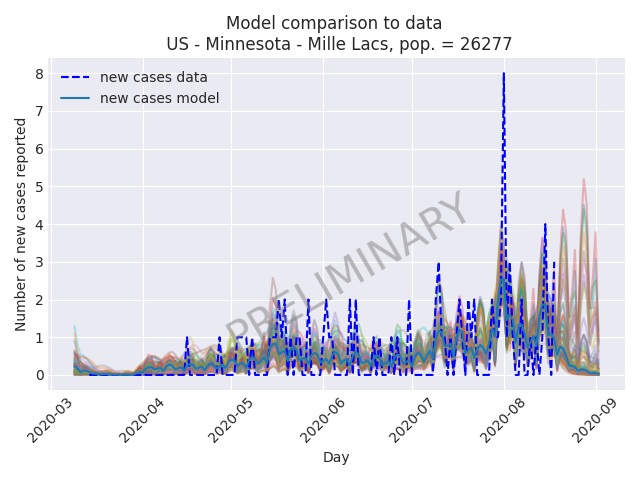 Model comparison to data
US - Minnesota - Mille Lacs, pop. = 26277
new cases data
new cases model
PRELIMINARY
Number of new cases reported
8
7
6
5
4
3
2
1
0
2020-03
2020-04
2020-05
2020-06
2020-07
2020-08
2020-09
Day